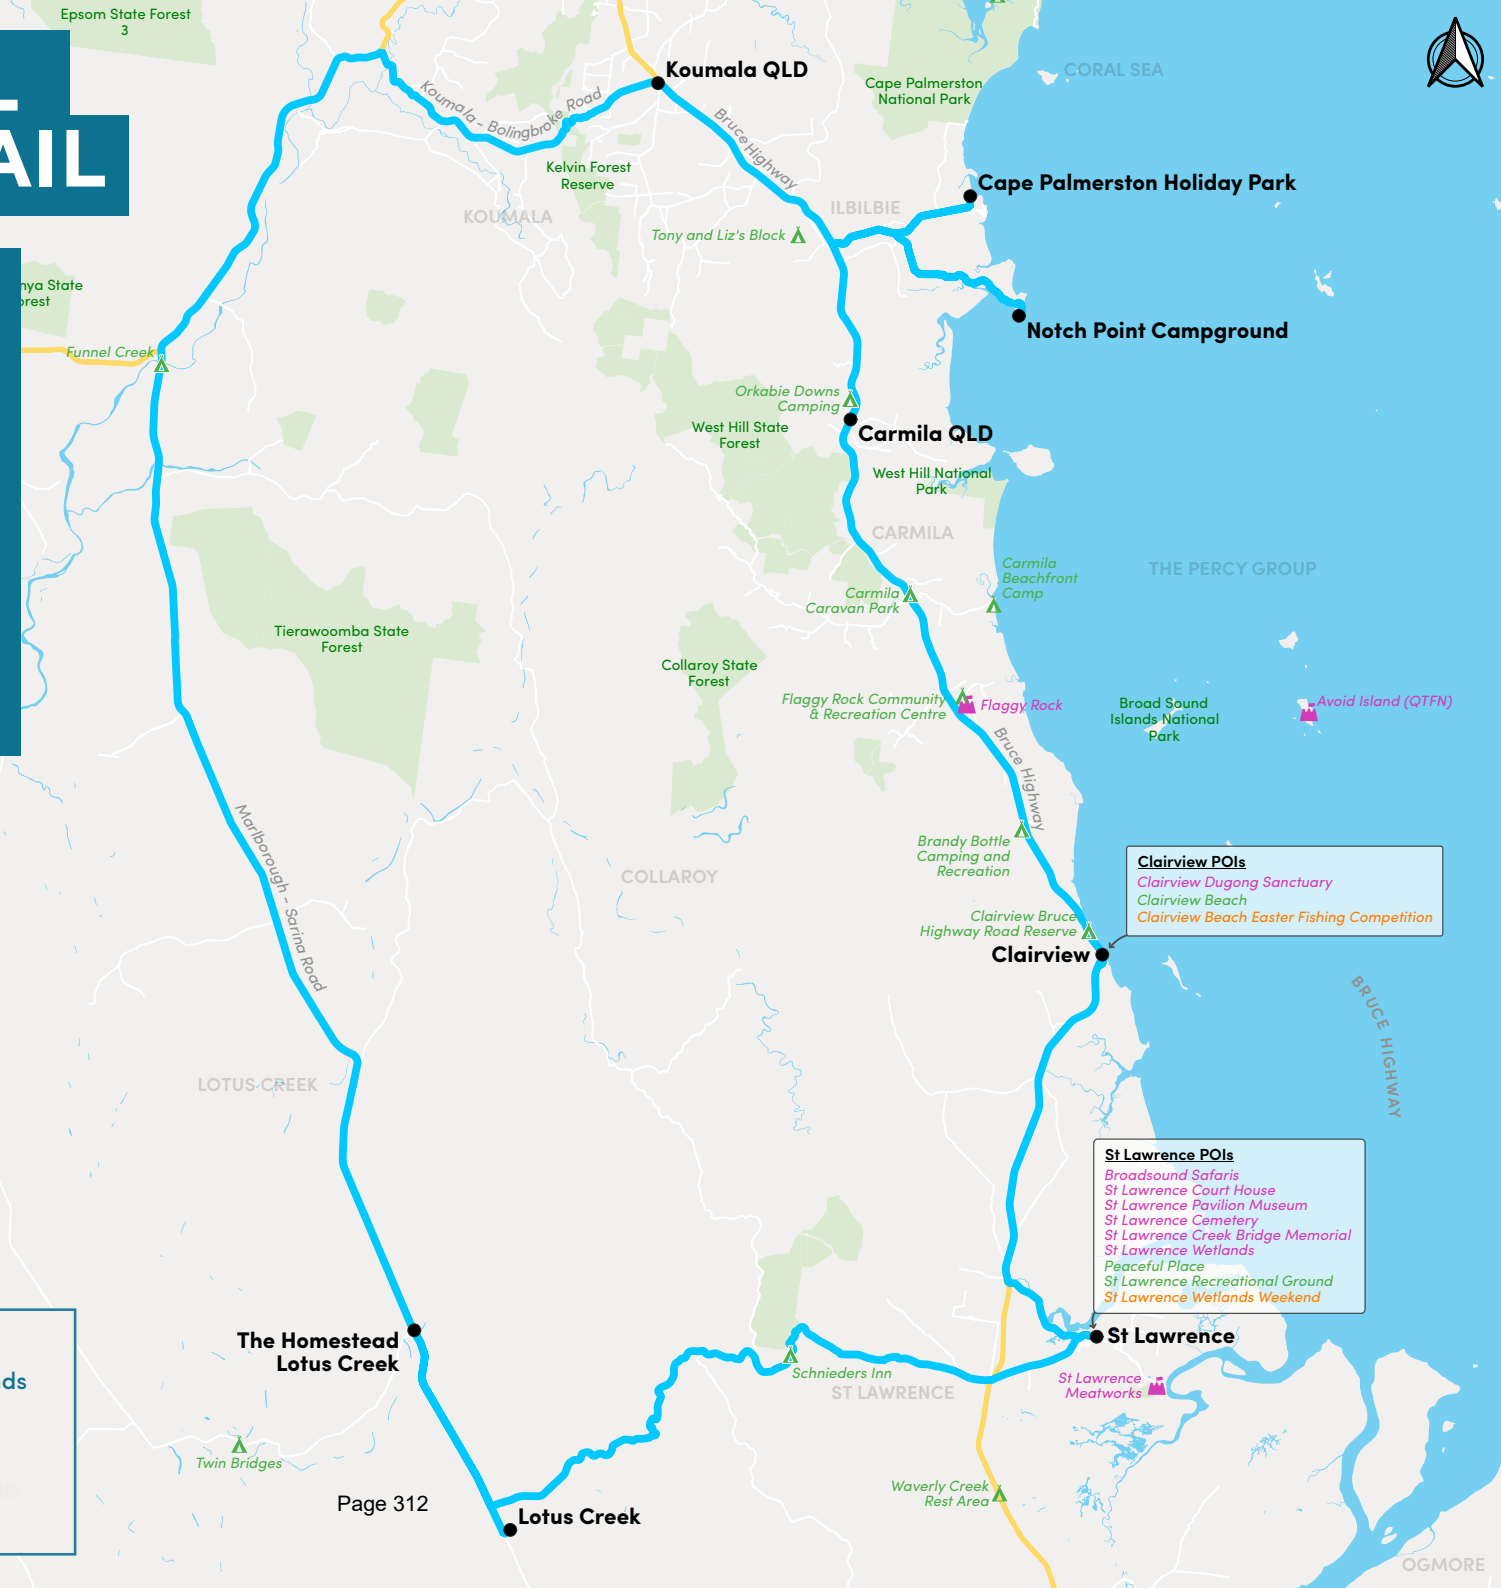 Epsom State Forest
3
AIL
Koumala QLD
CORAL SEA
Cape Palmerston
National Park
Koumala - Bolingbroke Road
Bruce Highway
Kelvin Forest
Reserve
Cape Palmerston Holiday Park
KOUMALA
ILBILBIE
Tony and Liz's Block
nya State
orest
Notch Point Campground
Funnel Creek
Orkabie Downs
Camping
West Hill State
Forest
Carmila QLD
West Hill National
Park
CARMILA
Carmila
Beachfront
Camp
THE PERCY GROUP
Carmila
Caravan Park
Tierawoomba State
Forest
Collaroy State
Forest
Flaggy Rock Community
& Recreation Centre
Flaggy Rock
Broad Sound
Islands National
Park
Avoid Island (QTFN)
Bruce Highway
Marlborough - Sarina Road
Brandy Bottle
Camping and
Recreation
COLLAROY
Clairview POIs
Clairview Dugong Sanctuary
Clairview Beach
Clairview Beach Easter Fishing Competition
Clairview Bruce
Highway Road Reserve
Clairview
BRUCE HIGHWAY
LOTUS CREEK
St Lawrence POIs
Broadsound Safaris
St Lawrence Court House
St Lawrence Pavilion Museum
St Lawrence Cemetery
St Lawrence Creek Bridge Memorial
St Lawrence Wetlands
Peaceful Place
St Lawrence Recreational Ground
St Lawrence Wetlands Weekend
The Homestead
Lotus Creek
St Lawrence
ds
Schnieders Inn
ST LAWRENCE
St Lawrence
Meatworks
Twin Bridges
Waverly Creek
Rest Area
NS
Page 312
Lotus Creek
OGMORE